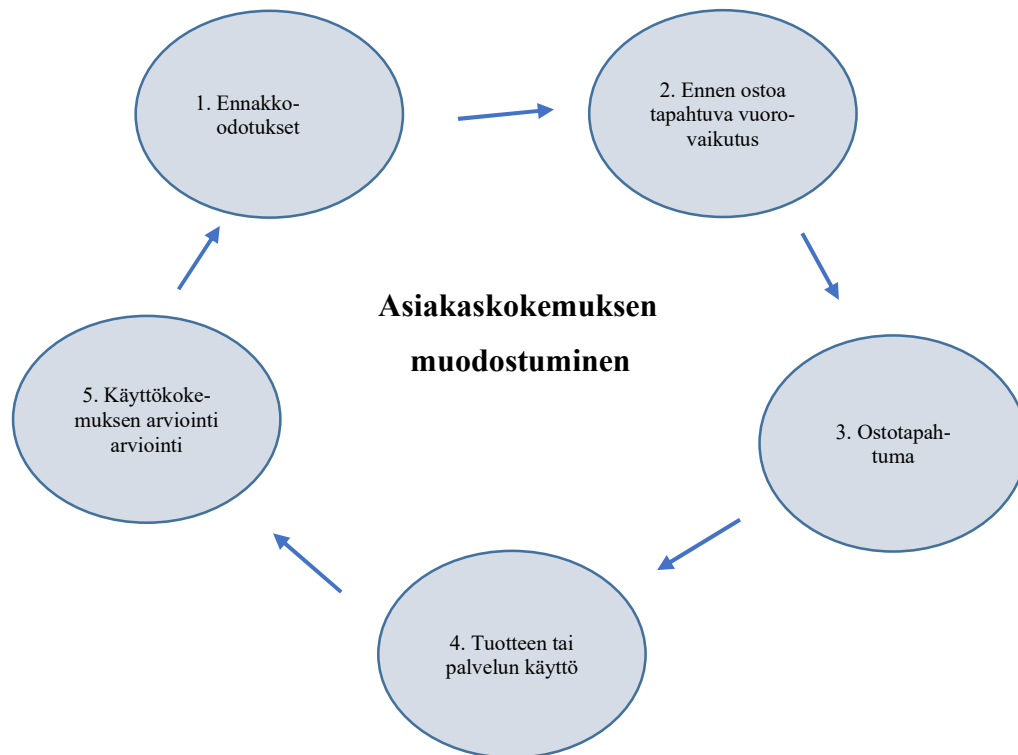 1. Ennakko-
odotukset
2. Ennen ostoa
tapahtuva vuoro-
vaikutus
Asiakaskokemuksen
muodostuminen
3. Ostotapah-
tuma
4. Tuotteen tai
palvelun käyttö
5. Käyttökoke-
muksen arviointi
arviointi